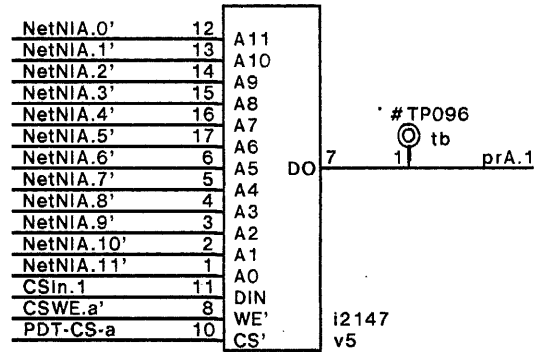 NetNIA.0' 12 A11
NetNIA.1' 13 A10
NetNIA.2' 14 A9
NetNIA.3' 15 A8
NetNIA.4' 16 A7
NetNIA.5' 17 A6
NetNIA.6' 6 A5
NetNIA.7' 5 A4
NetNIA.8' 4 A3
NetNIA.9' 3 A2
NetNIA.10' 2 A1
NetNIA.11' 1 A0
CSIn.1 11 DIN
CSWE.a' 8 WE'
PDT-CS-a 10 CS'
DO 7 1 prA.1
#TP096
tb
i2147
v5